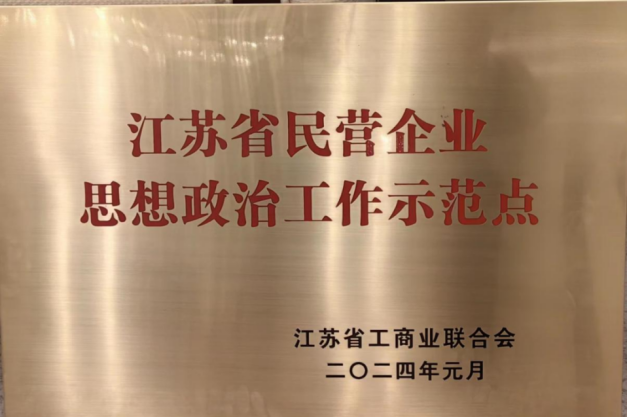 江苏省民营企业
思想政治工作示范点
江苏省工商业联合会
二〇二四年元月